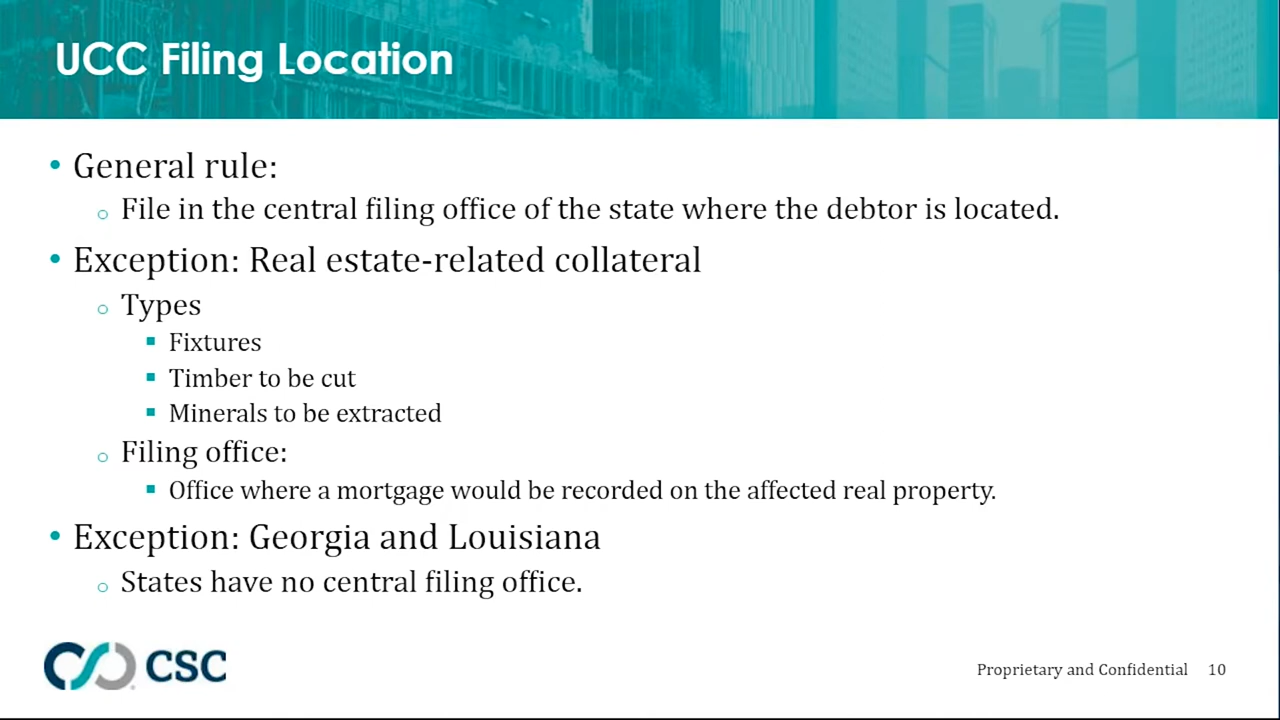 UCC Filing Location
• General rule:
○ File in the central filing office of the state where the debtor is located.
• Exception: Real estate-related collateral
○ Types
▪ Fixtures
▪ Timber to be cut
▪ Minerals to be extracted
○ Filing office:
▪ Office where a mortgage would be recorded on the affected real property.
• Exception: Georgia and Louisiana
○ States have no central filing office.
CSC
Proprietary and Confidential 10